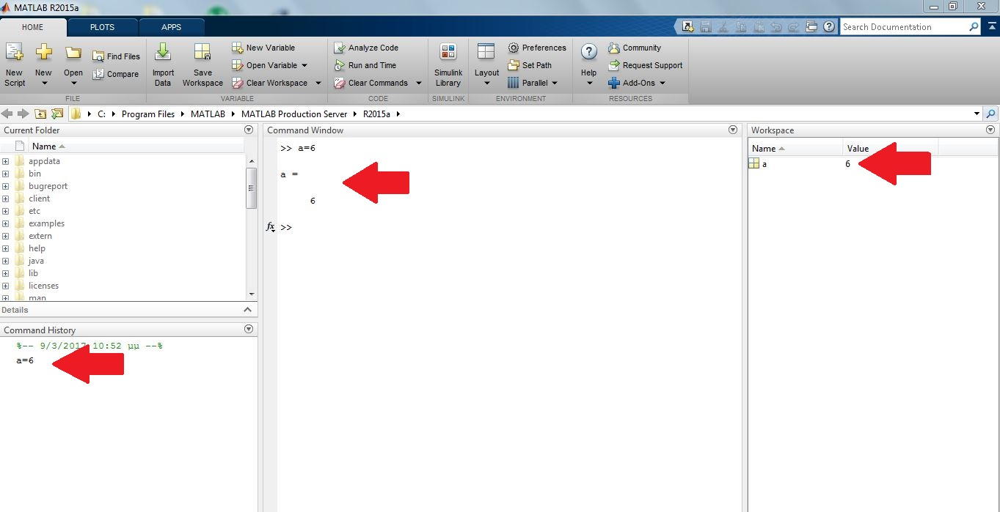 MATLAB R2015a
HOME PLOTS APPS
Search Documentation
New Script
New
Open
Find Files
Compare
FILE
Import Data
Save Workspace
New Variable
Open Variable
Clear Workspace
VARIABLE
Analyze Code
Run and Time
Clear Commands
CODE
Simulink Library
SIMULINK
Layout
Preferences
Set Path
Parallel
ENVIRONMENT
Help
Community
Request Support
Add-Ons
RESOURCES
C: Program Files MATLAB MATLAB Production Server R2015a
Current Folder
Name
appdata
bin
bugreport
client
etc
examples
extern
help
java
lib
licenses
man
Details
Command History
%-- 9/3/2017 10:52 μμ --%
a=6
Command Window
>> a=6
a =
6
fx >>
Workspace
Name Value
a 6